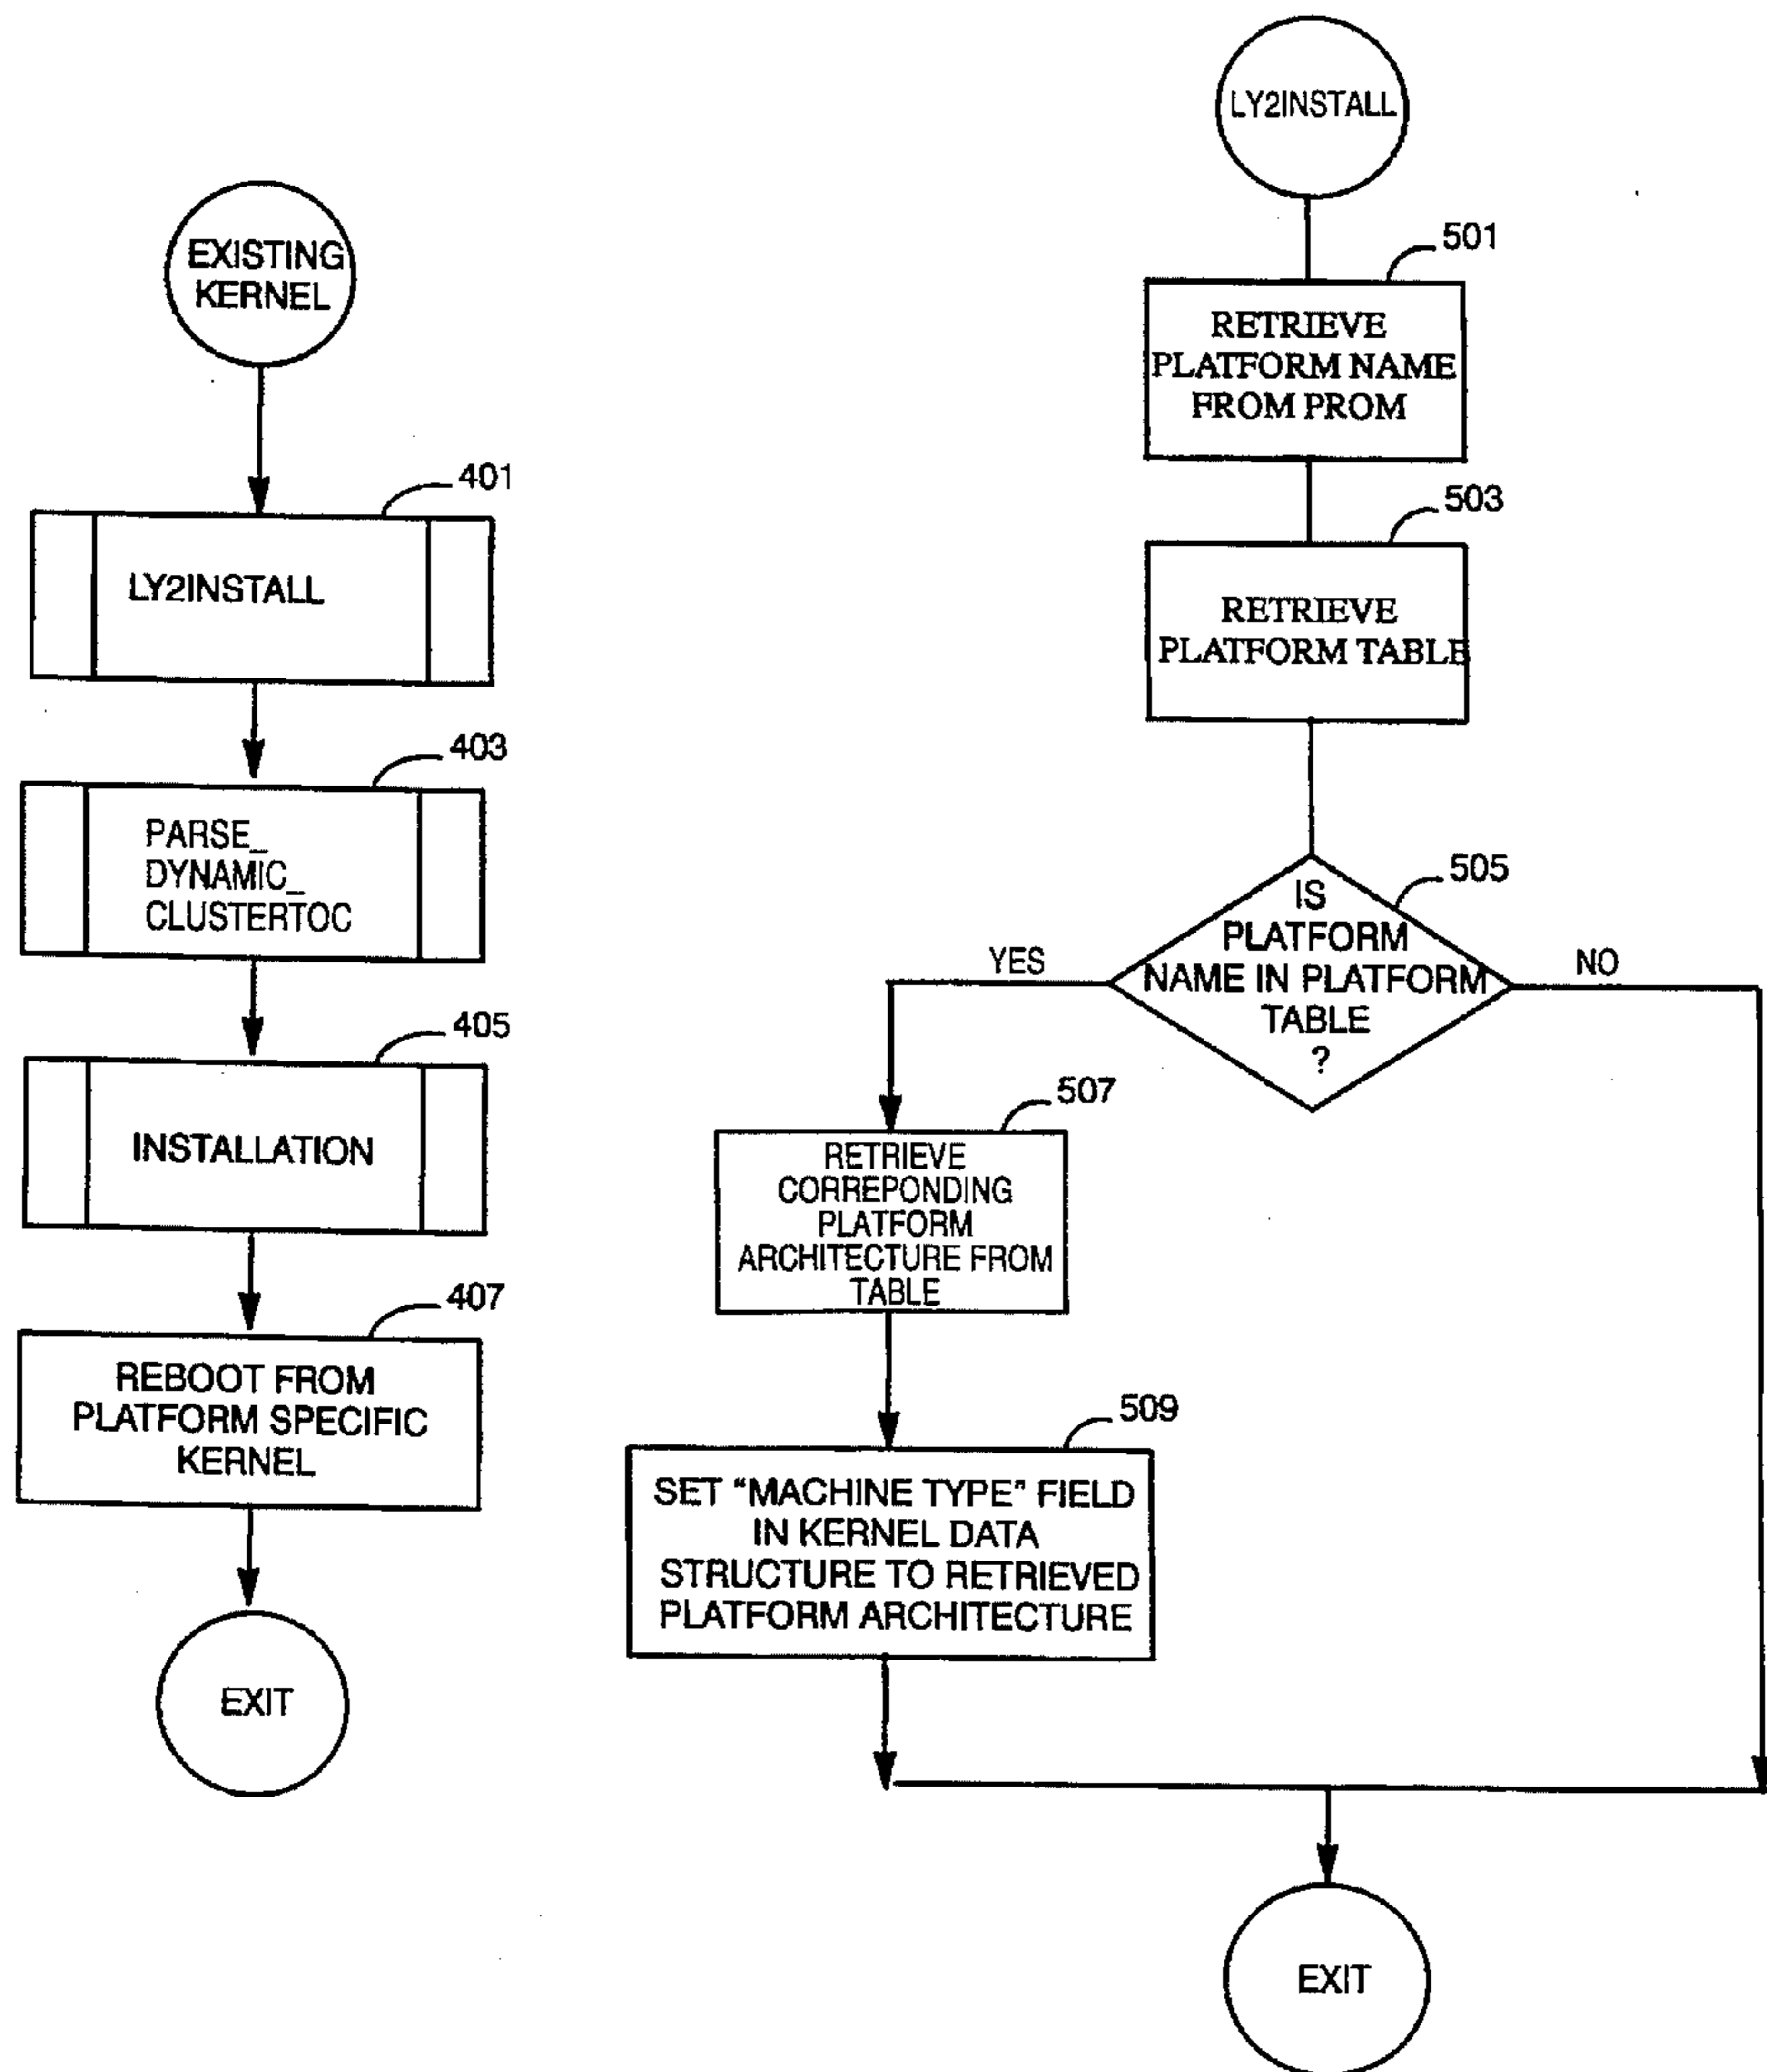 EXISTING
KERNEL
401
LY2INSTALL
403
PARSE_
DYNAMIC_
CLUSTERTOC
405
INSTALLATION
407
REBOOT FROM
PLATFORM SPECIFIC
KERNEL
EXIT
LY2INSTALL
501
RETRIEVE
PLATFORM NAME
FROM PROM
503
RETRIEVE
PLATFORM TABLE
505
IS
PLATFORM
NAME IN PLATFORM
TABLE
?
YES
NO
507
RETRIEVE
CORREPONDING
PLATFORM
ARCHITECTURE FROM
TABLE
509
SET “MACHINE TYPE” FIELD
IN KERNEL DATA
STRUCTURE TO RETRIEVED
PLATFORM ARCHITECTURE
EXIT